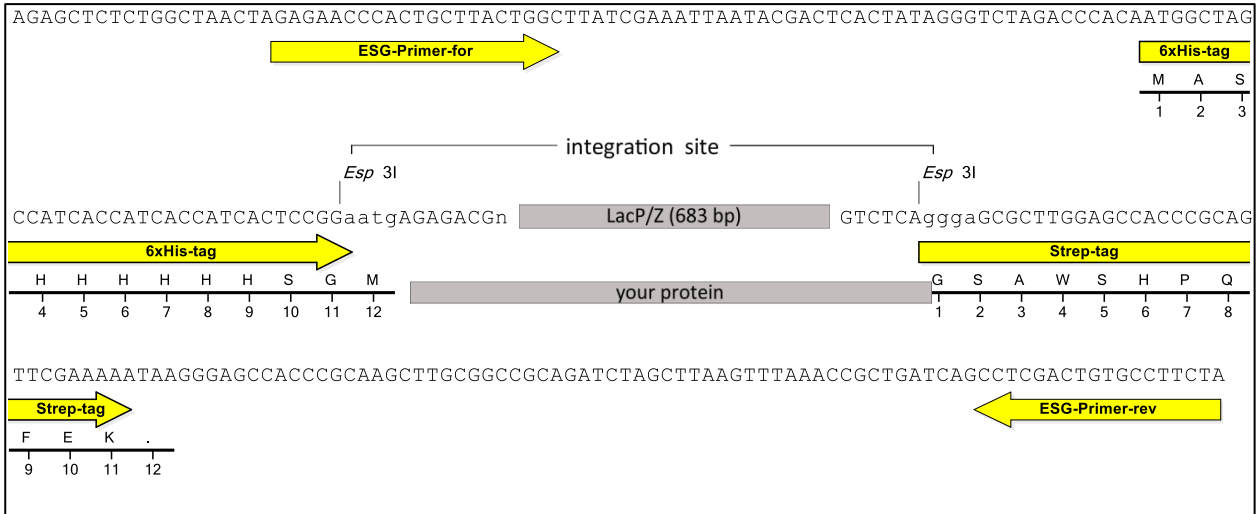 AGAGCTCTCTGGCTAACTAGAGAACCCACTGCTTACTGGCTTATCGAAATTAATACGACTCACTATAGGGTCTAGACCCACAATGGCTAG
ESG-Primer-for 6xHis-tag
M A S
1 2 3
integration site
Esp 3I Esp 3I
CCATCACCATCACCATCACTCCGGaatgAGAGACGn LacP/Z (683 bp) GTCTCAgggaGCGCTTGGAGCCACCCGCAG
6xHis-tag Strep-tag
H H H H H H S G M your protein G S A W S H P Q
4 5 6 7 8 9 10 11 12 1 2 3 4 5 6 7 8
TTCGAAAAATAAGGGAGCCACCCGCAAGCTTGCGGCCGCAGATCTAGCTTAAGTTTAAACCGCTGATCAGCCTCGACTGTGCCTTCTA
Strep-tag ESG-Primer-rev
F E K .
9 10 11 12